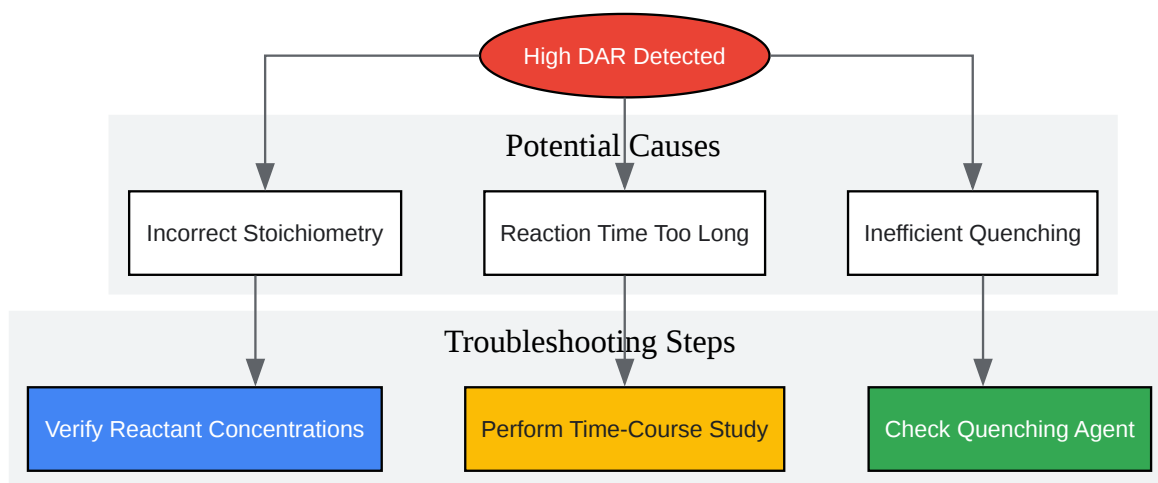 High DAR Detected
Potential Causes
Incorrect Stoichiometry
Reaction Time Too Long
Inefficient Quenching
Troubleshooting Steps
Verify Reactant Concentrations
Perform Time-Course Study
Check Quenching Agent